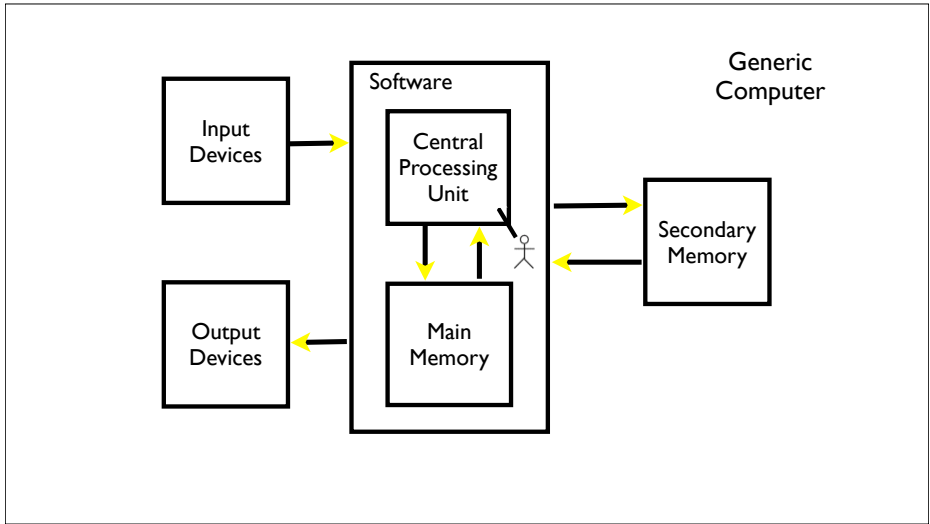 Generic
Computer
Software
Input
Devices
Central
Processing
Unit
Secondary
Memory
Output
Devices
Main
Memory